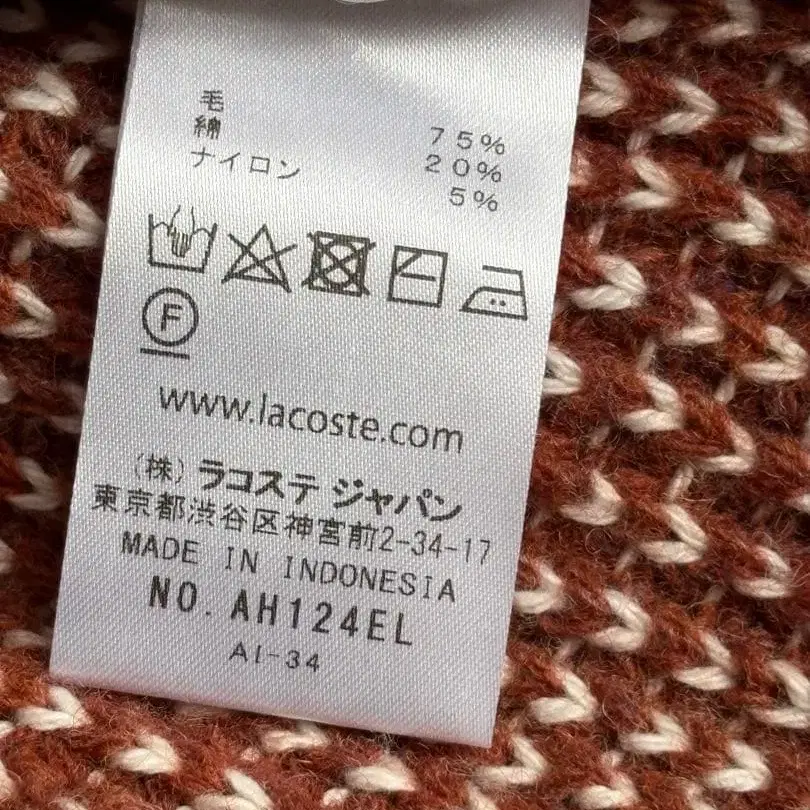 毛 75%
綿 20%
ナイロン 5%
F
www.lacoste.com
(株) ラコステ ジャパン
東京都渋谷区神宮前2-34-17
MADE IN INDONESIA
NO. AH124EL
AI-34